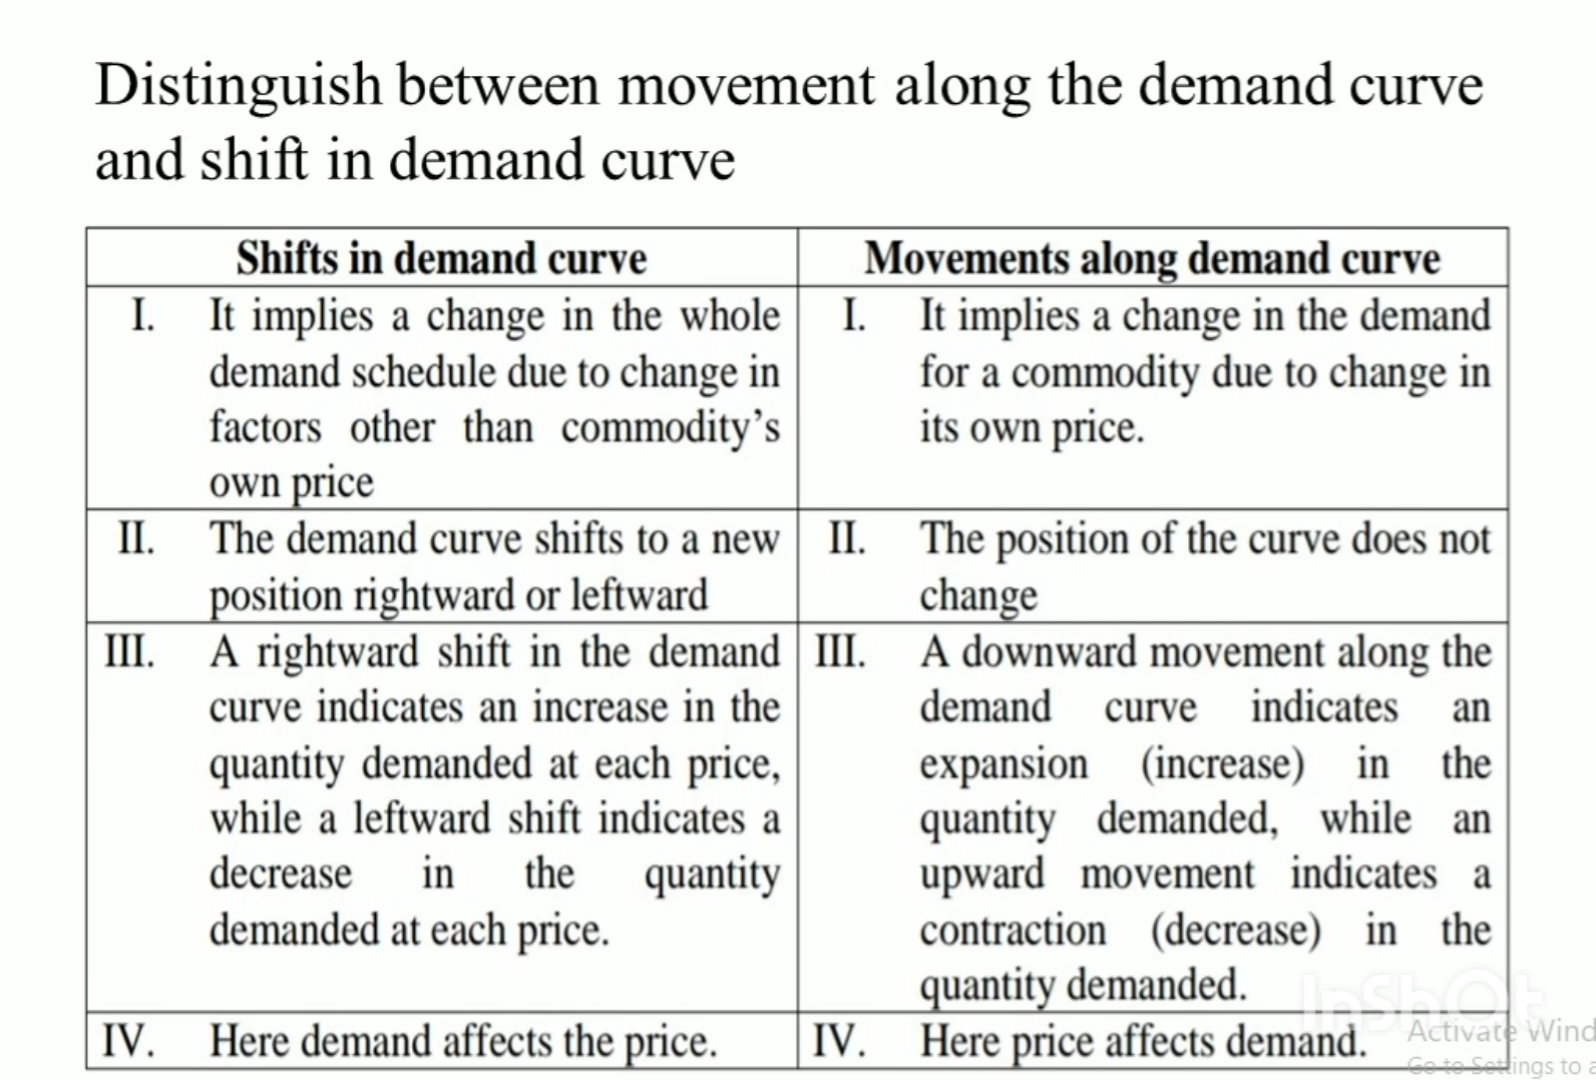 Distinguish between movement along the demand curve
and shift in demand curve
Shifts in demand curve
Movements along demand curve
I. It implies a change in the whole
demand schedule due to change in
factors other than commodity's
own price
I. It implies a change in the demand
for a commodity due to change in
its own price.
II. The demand curve shifts to a new
position rightward or leftward
II. The position of the curve does not
change
III. A rightward shift in the demand
curve indicates an increase in the
quantity demanded at each price,
while a leftward shift indicates a
decrease in the quantity
demanded at each price.
III. A downward movement along the
demand curve indicates an
expansion (increase) in the
quantity demanded, while an
upward movement indicates a
contraction (decrease) in the
quantity demanded.
IV. Here demand affects the price.
IV. Here price affects demand.
InShOt
Activate Wind
Go to Settings to a